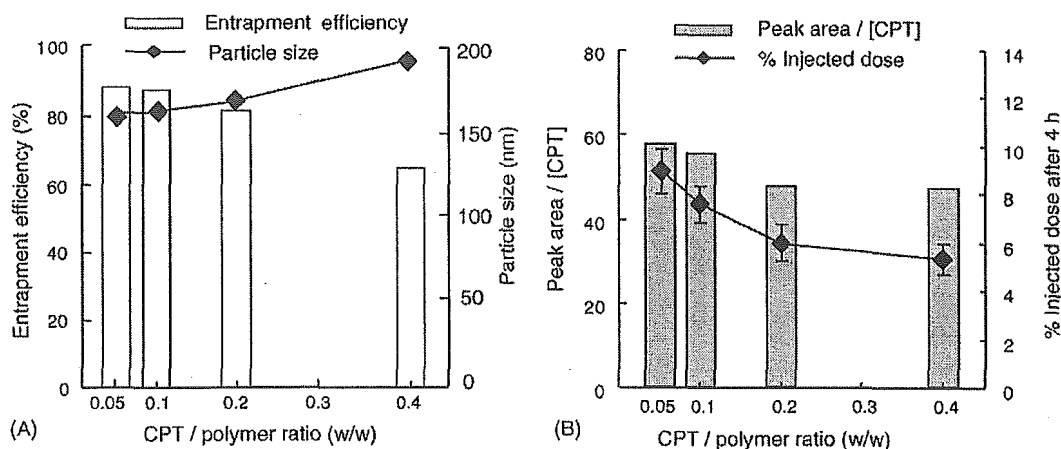 Entrapment efficiency
Particle size
100
80
60
40
20
0
Entrapment efficiency (%)
200
150
100
50
0
Particle size (nm)
0.05
0.1
0.2
0.3
0.4
(A)
CPT / polymer ratio (w/w)
Peak area / [CPT]
% Injected dose
80
60
40
20
0
Peak area / [CPT]
14
12
10
8
6
4
2
0
% Injected dose after 4 h
0.05
0.1
0.2
0.3
0.4
(B)
CPT / polymer ratio (w/w)